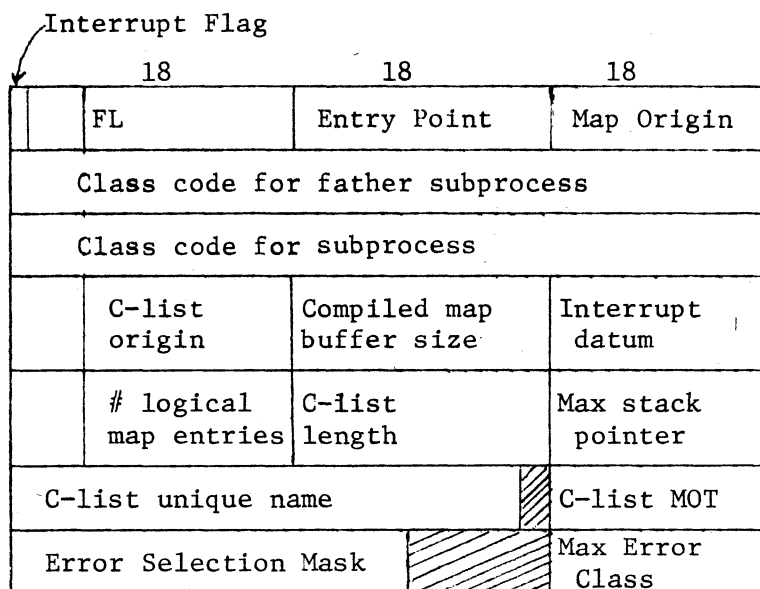 Interrupt Flag
18 18 18
FL Entry Point Map Origin
Class code for father subprocess
Class code for subprocess
C-list Compiled map Interrupt
origin buffer size datum
# logical C-list Max stack
map entries length pointer
C-list unique name C-list MOT
Error Selection Mask Max Error
Class